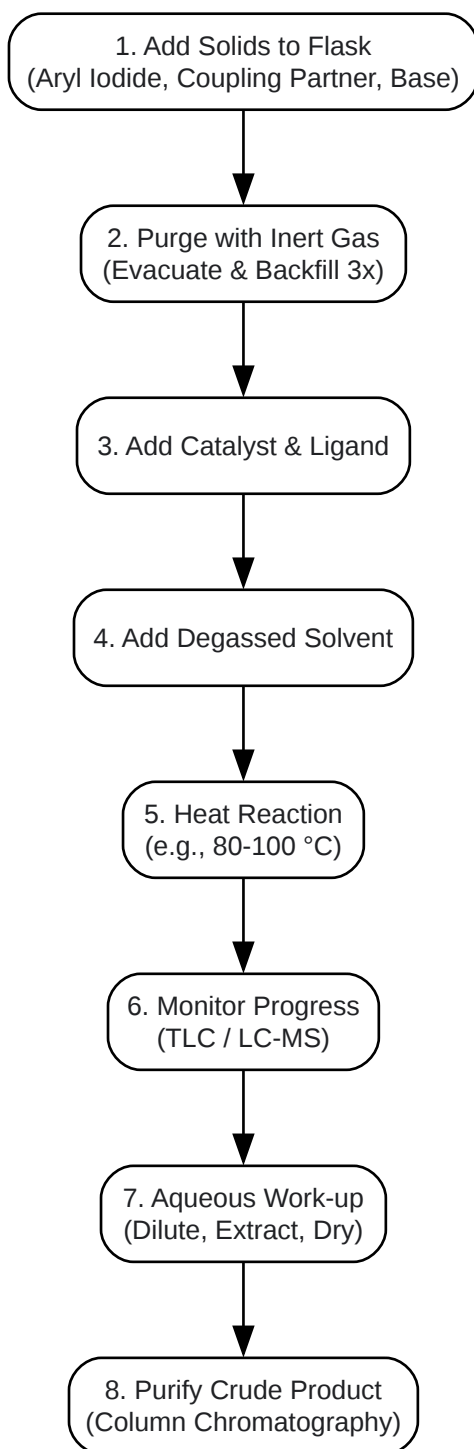 1. Add Solids to Flask
(Aryl Iodide, Coupling Partner, Base)
2. Purge with Inert Gas
(Evacuate & Backfill 3x)
3. Add Catalyst & Ligand
4. Add Degassed Solvent
5. Heat Reaction
(e.g., 80-100 °C)
6. Monitor Progress
(TLC / LC-MS)
7. Aqueous Work-up
(Dilute, Extract, Dry)
8. Purify Crude Product
(Column Chromatography)